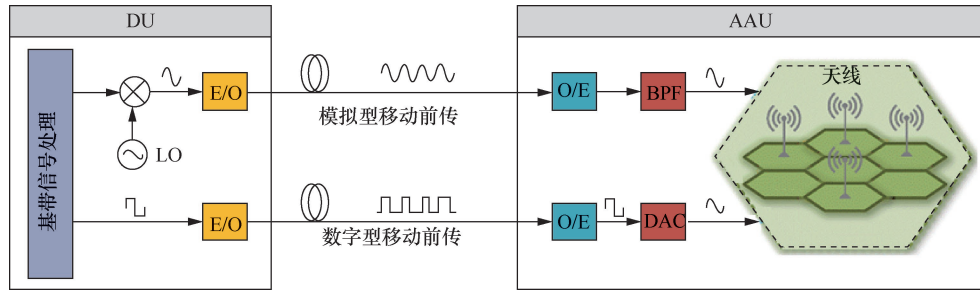 DU
AAU
基带信号处理
E/O
LO
模拟型移动前传
O/E
BPF
天线
E/O
数字型移动前传
O/E
DAC